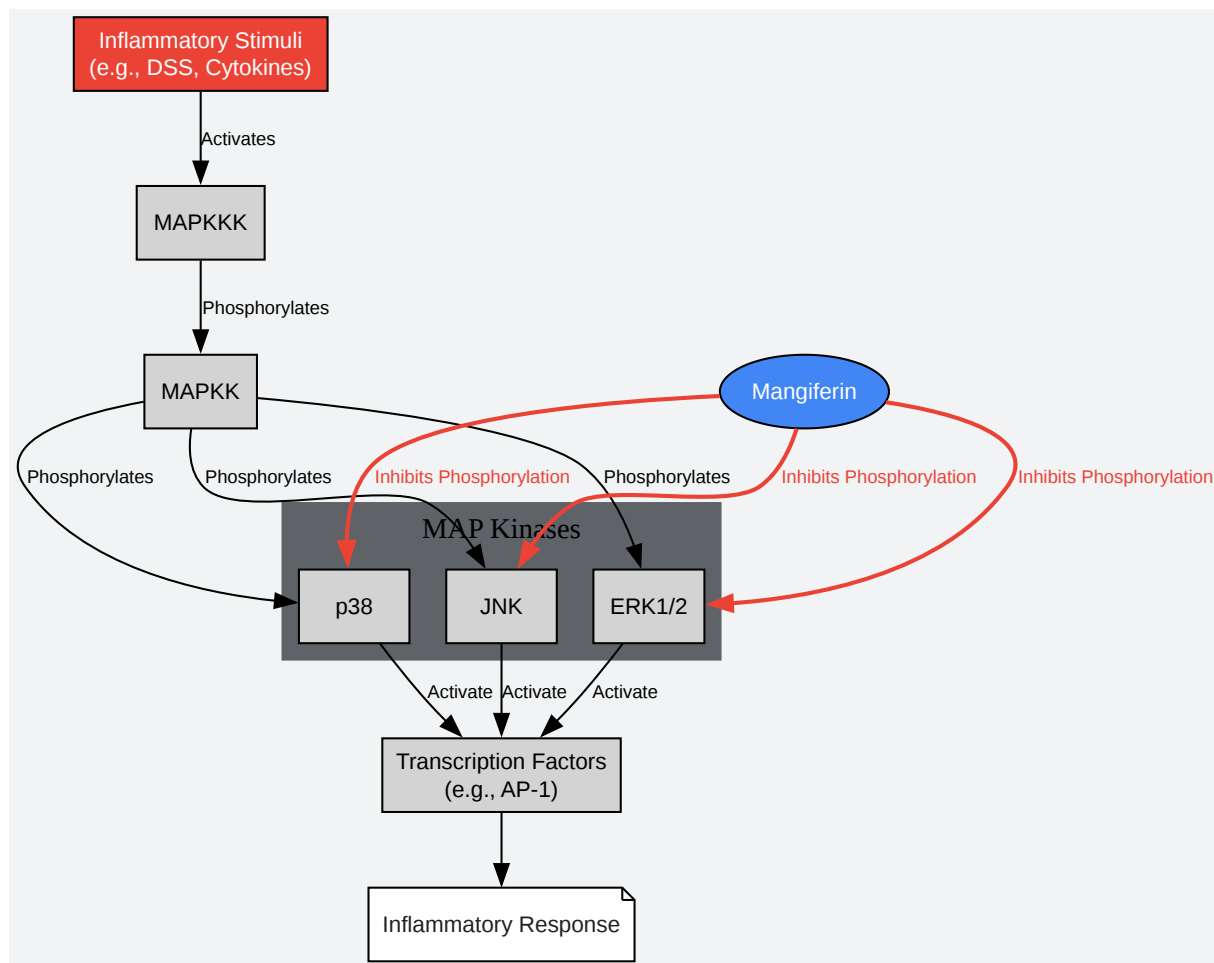 Inflammatory Stimuli
(e.g., DSS, Cytokines)
Activates
MAPKKK
Phosphorylates
MAPKK
Mangiferin
Phosphorylates
Phosphorylates
Inhibits Phosphorylation
Phosphorylates
Inhibits Phosphorylation
Inhibits Phosphorylation
MAP Kinases
p38
JNK
ERK1/2
Activate
Activate
Activate
Transcription Factors
(e.g., AP-1)
Inflammatory Response